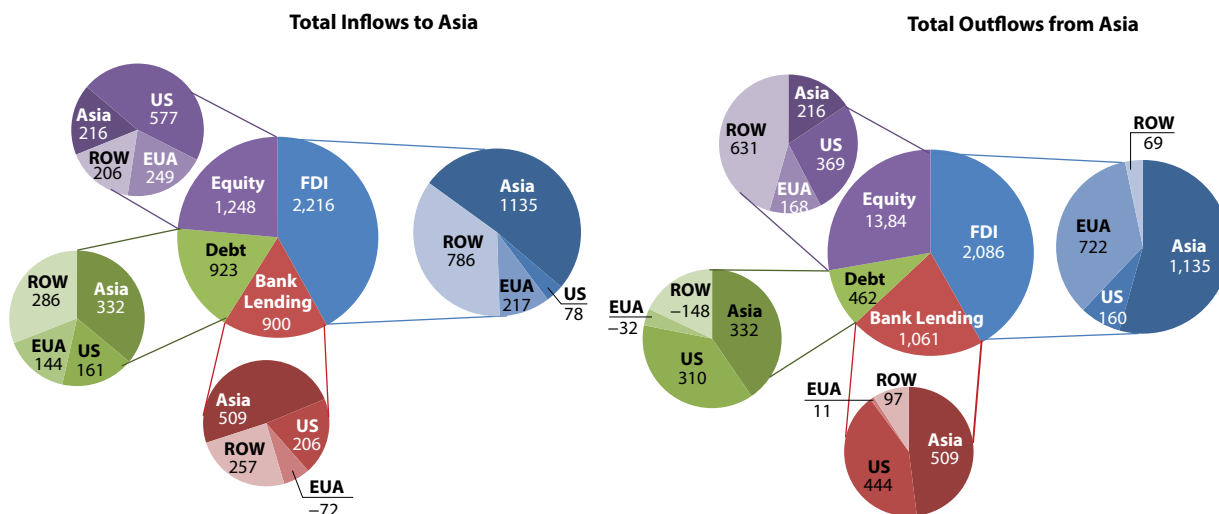 Total Inflows to Asia
US
577
Asia
216
ROW
206
EUA
249
Equity
1,248
FDI
2,216
Debt
923
Bank
Lending
900
Asia
1135
ROW
786
EUA
217
US
78
ROW
286
Asia
332
EUA
144
US
161
Asia
509
US
206
ROW
257
EUA
−72
Total Outflows from Asia
Asia
216
ROW
631
US
369
EUA
168
Equity
13,84
FDI
2,086
Debt
462
Bank Lending
1,061
ROW
69
EUA
722
Asia
1,135
US
160
ROW
−148
EUA
−32
Asia
332
US
310
EUA
11
ROW
97
Asia
509
US
444